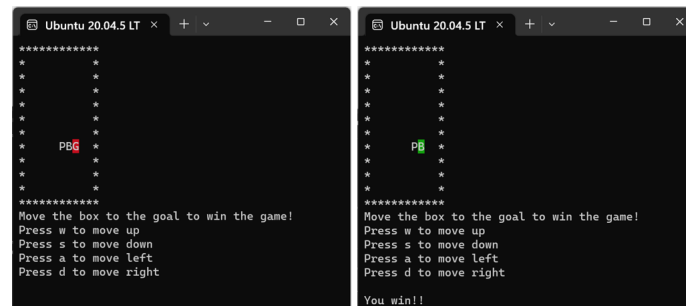 Ubuntu 20.04.5 LT
************
*          *
*          *
*          *
*          *
*          *
*     PBG  *
*          *
*          *
*          *
*          *
************
Move the box to the goal to win the game!
Press w to move up
Press s to move down
Press a to move left
Press d to move right
Ubuntu 20.04.5 LT
************
*          *
*          *
*          *
*          *
*          *
*          *
*      PB  *
*          *
*          *
*          *
************
Move the box to the goal to win the game!
Press w to move up
Press s to move down
Press a to move left
Press d to move right
You win!!